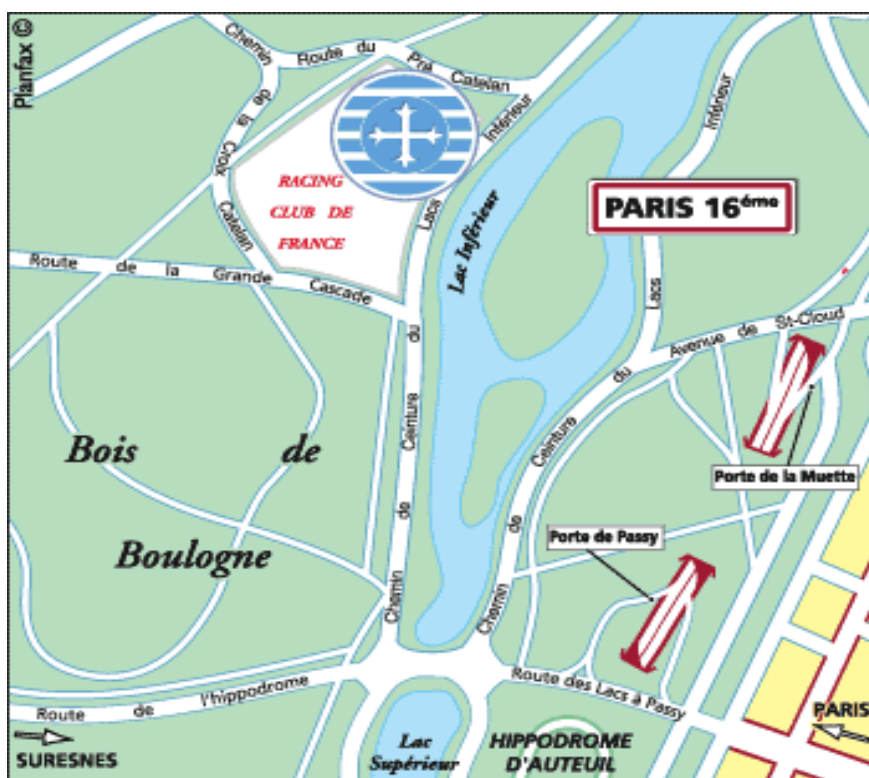 Planfax ©
Chemin de la Croix Catelan
Route du Pré Catelan
Chemin de Ceinture du Lacs Inférieur
Inférieur
RACING
CLUB DE
FRANCE
Lac Inférieur
PARIS 16éme
Route de la Grande Cascade
Lacs
Avenue de St-Cloud
du
Ceinture
de
Chemin
Bois de
Boulogne
Porte de la Muette
Porte de Passy
Route de l'hippodrome
Route des Lacs à Passy
PARIS
SURESNES
Lac
Supérieur
HIPPODROME
D'AUTEUIL